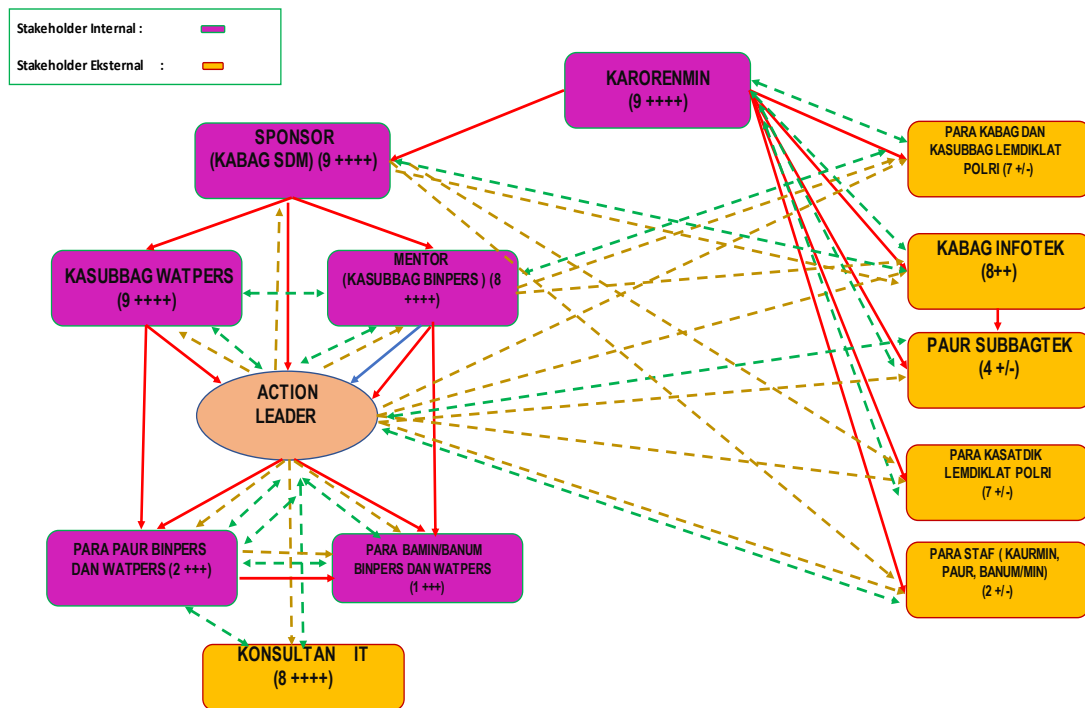 Stakeholder Internal :
Stakeholder Eksternal :
KARORENMIN
(9 ++++)
SPONSOR
(KABAG SDM) (9 ++++)
PARA KABAG DAN
KASUBBAG LEMDIKLAT
POLRI (7 +/-)
KASUBBAG WATPERS
(9 ++++)
MENTOR
(KASUBBAG BINPERS ) (8
++++)
KABAG INFOTEK
(8++)
PAUR SUBBAGTEK
(4 +/-)
ACTION
LEADER
PARA KASATDIK
LEMDIKLAT POLRI
(7 +/-)
PARA PAUR BINPERS
DAN WATPERS (2 +++)
PARA BAMIN/BANUM
BINPERS DAN WATPERS
(1 +++)
PARA STAF ( KAURMIN,
PAUR, BANUM/MIN)
(2 +/-)
KONSULTAN IT
(8 ++++)